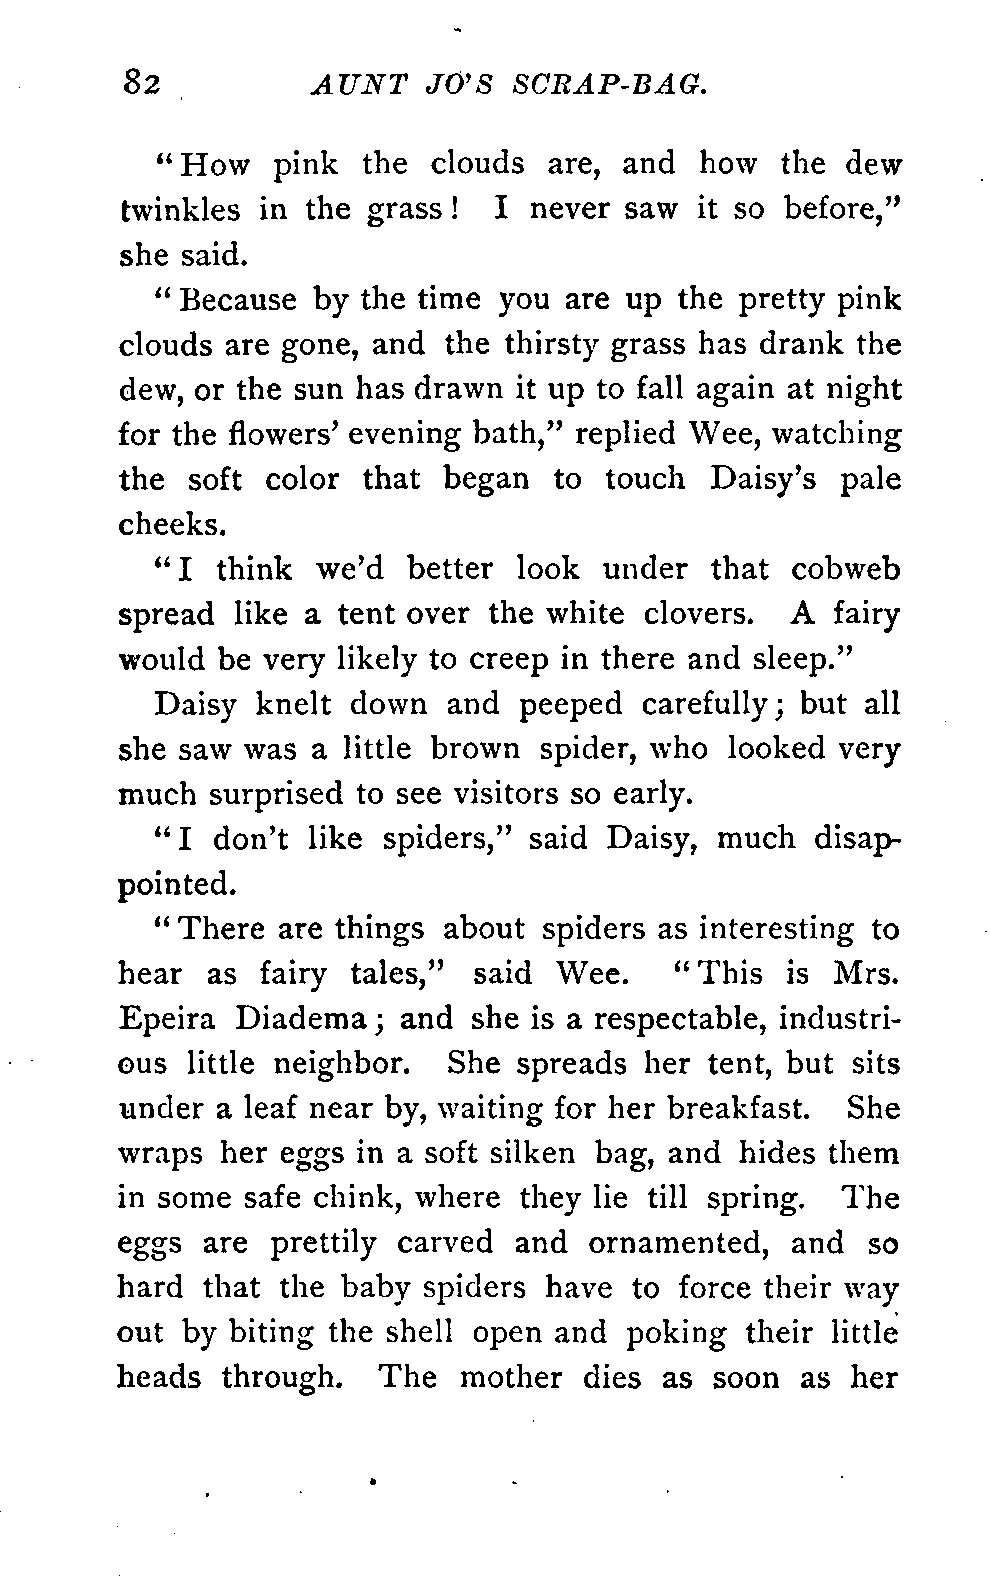 82 AUNT JO'S SCRAP-BAG.
“How pink the clouds are, and how the dew
twinkles in the grass! I never saw it so before,”
she said.
“Because by the time you are up the pretty pink
clouds are gone, and the thirsty grass has drank the
dew, or the sun has drawn it up to fall again at night
for the flowers’ evening bath,” replied Wee, watching
the soft color that began to touch Daisy’s pale
cheeks.
“I think we’d better look under that cobweb
spread like a tent over the white clovers. A fairy
would be very likely to creep in there and sleep.”
Daisy knelt down and peeped carefully; but all
she saw was a little brown spider, who looked very
much surprised to see visitors so early.
“I don’t like spiders,” said Daisy, much disap-
pointed.
“There are things about spiders as interesting to
hear as fairy tales,” said Wee. “This is Mrs.
Epeira Diadema; and she is a respectable, industri-
ous little neighbor. She spreads her tent, but sits
under a leaf near by, waiting for her breakfast. She
wraps her eggs in a soft silken bag, and hides them
in some safe chink, where they lie till spring. The
eggs are prettily carved and ornamented, and so
hard that the baby spiders have to force their way
out by biting the shell open and poking their little
heads through. The mother dies as soon as her